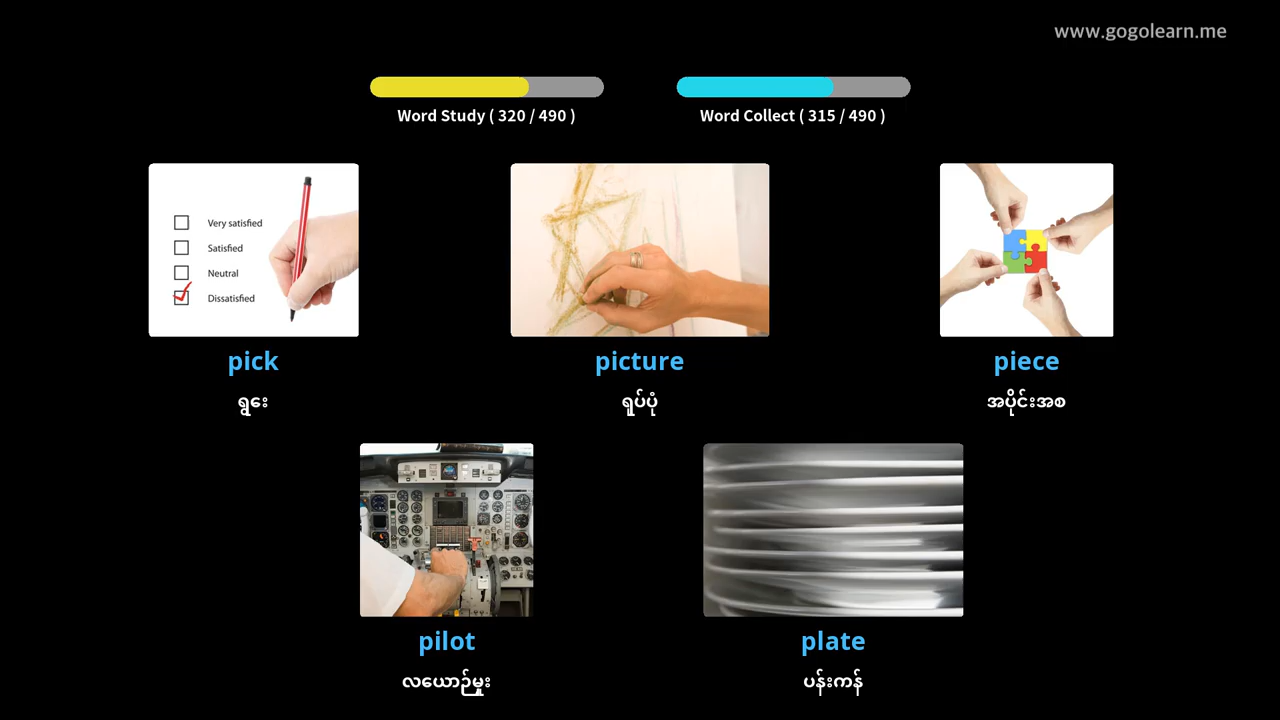 www.gogolearn.me
Word Study ( 320 / 490 )
Word Collect ( 315 / 490 )
Very satisfied
Satisfied
Neutral
Dissatisfied
pick
picture
piece
ရွေး
ရုပ်ပုံ
အပိုင်းအစ
pilot
plate
လေယာဉ်မှူး
ပန်းကန်